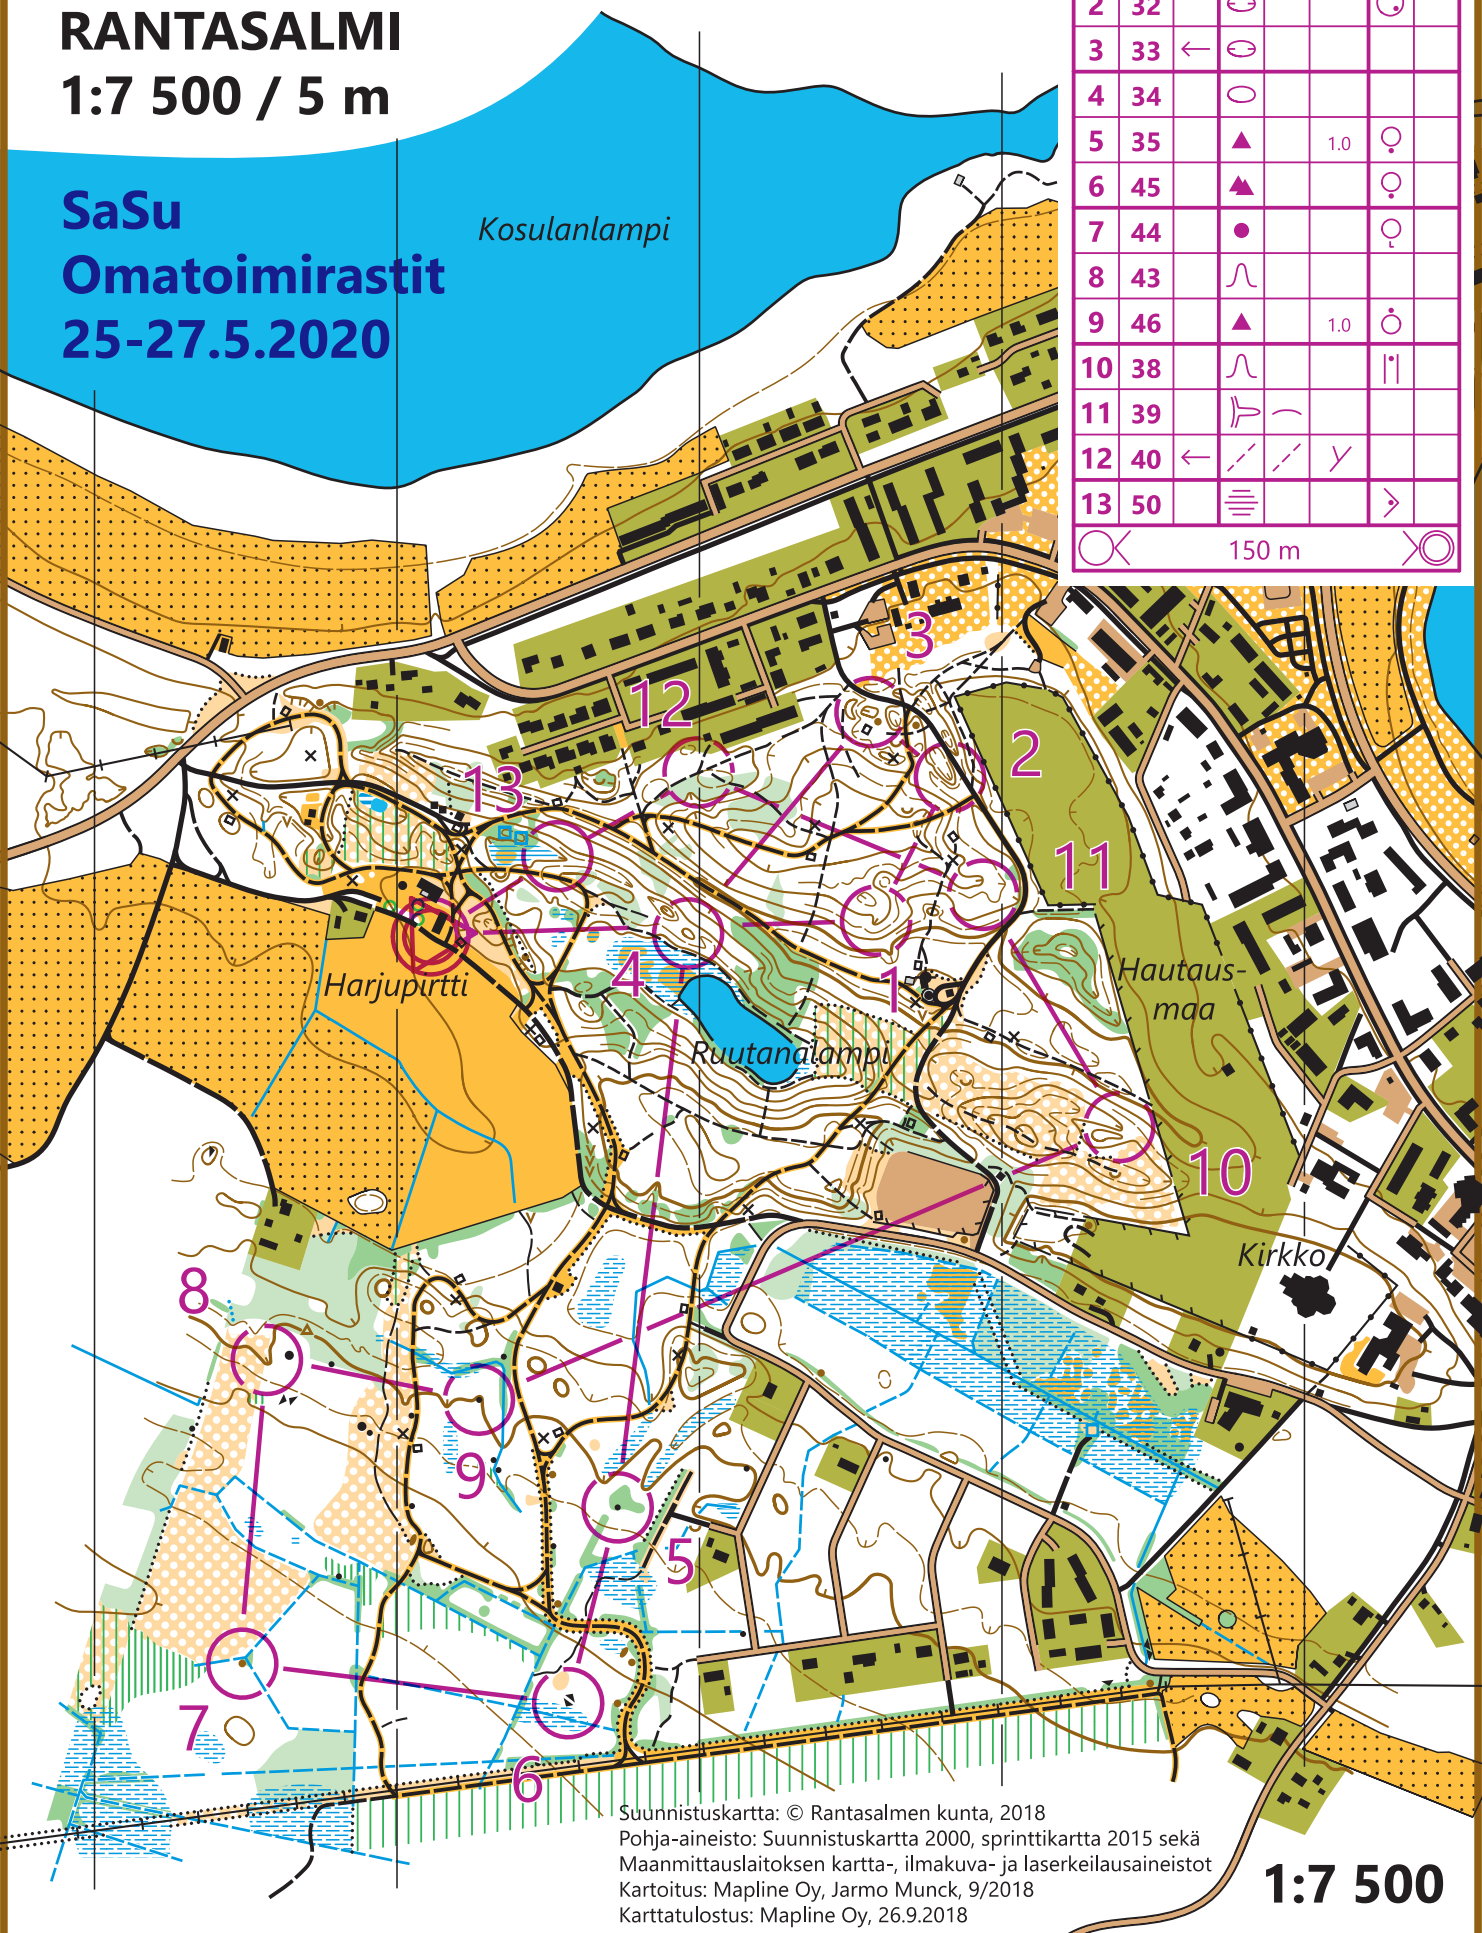 RANTASALMI
1:7 500 / 5 m
SaSu
Omatoimirastit
25-27.5.2020
Kosulanlampi
2 32
3 33
4 34
5 35 1.0
6 45
7 44
8 43
9 46 1.0
10 38
11 39
12 40
13 50
150 m
3
12
2
13
11
4
1
Harjupirtti
Hautaus-
maa
Ruutanalampi
10
Kirkko
8
9
5
7
6
Suunnistuskartta: © Rantasalmen kunta, 2018
Pohja-aineisto: Suunnistuskartta 2000, sprinttikartta 2015 sekä
Maanmittauslaitoksen kartta-, ilmakuva- ja laserkeilausaineistot
Kartoitus: Mapline Oy, Jarmo Munck, 9/2018
Karttatulostus: Mapline Oy, 26.9.2018
1:7 500